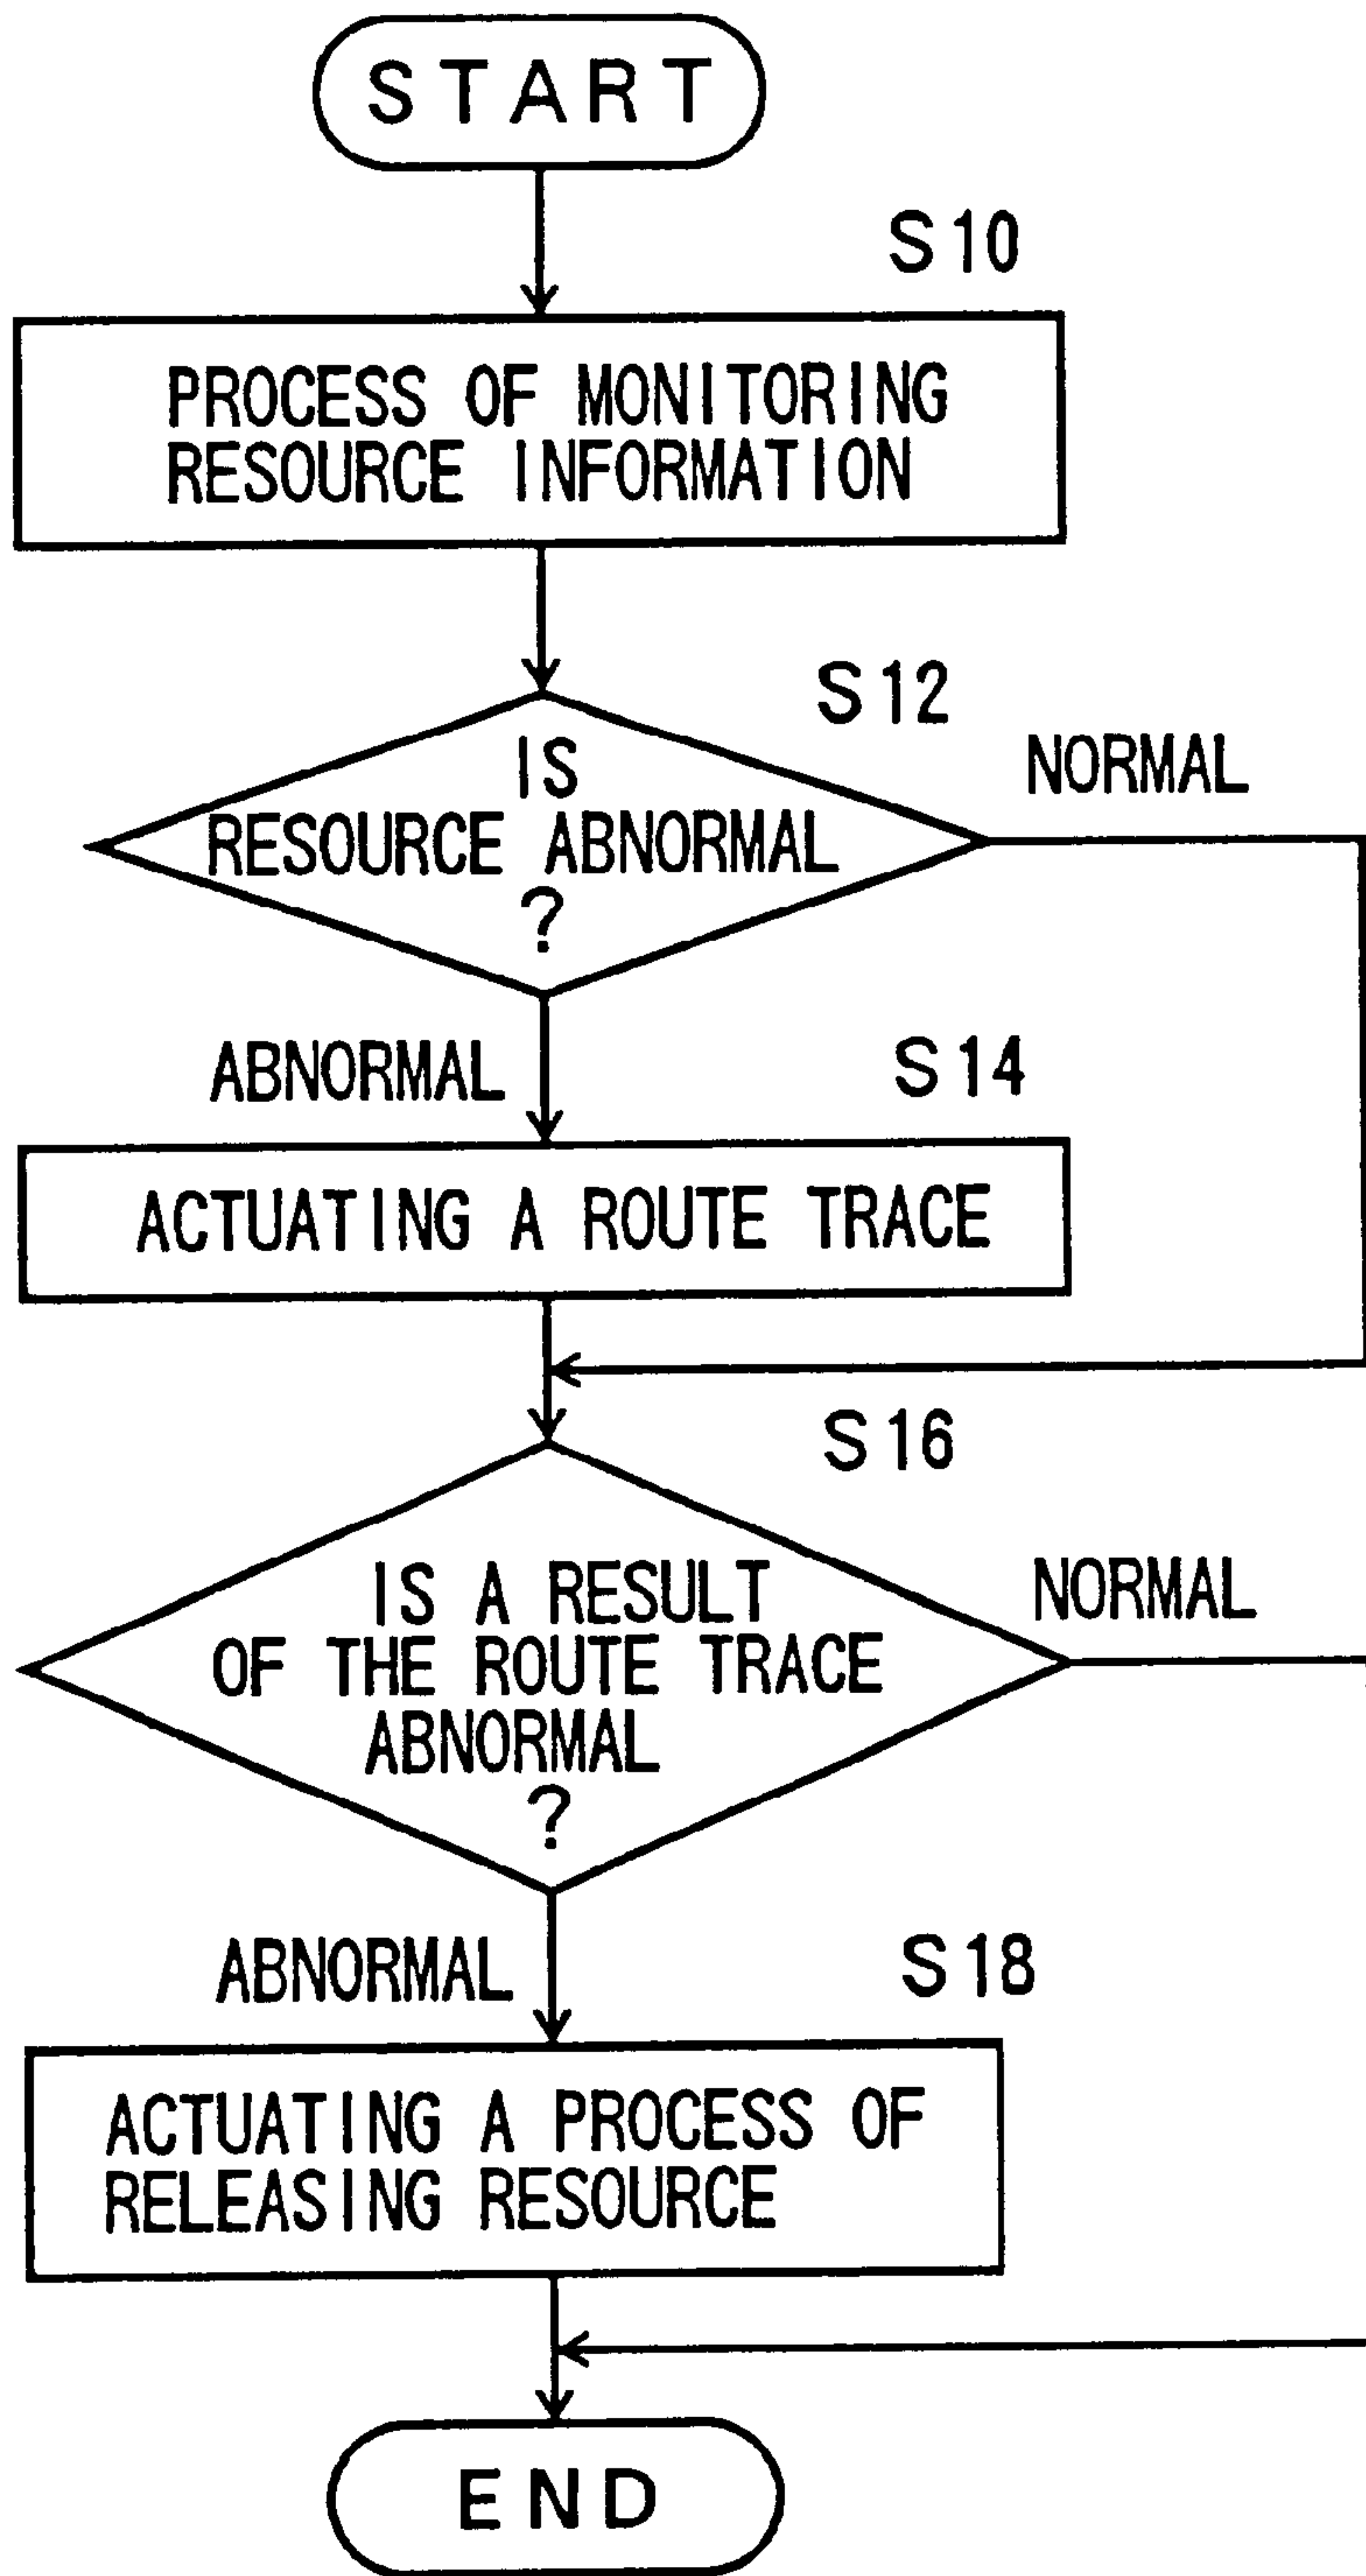 START
S10
PROCESS OF MONITORING
RESOURCE INFORMATION
S12
IS
RESOURCE ABNORMAL
?
NORMAL
ABNORMAL
S14
ACTUATING A ROUTE TRACE
S16
IS A RESULT
OF THE ROUTE TRACE
ABNORMAL
?
NORMAL
ABNORMAL
S18
ACTUATING A PROCESS OF
RELEASING RESOURCE
END